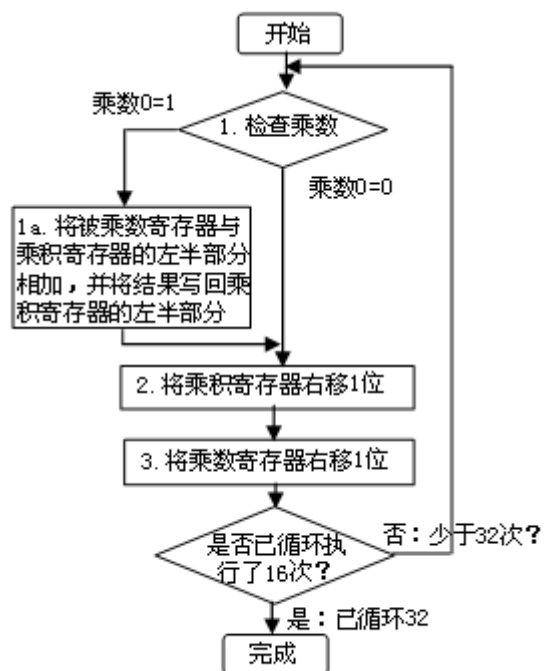 开始
乘数0=1
1.检查乘数
乘数0=0
1a.将被乘数寄存器与
乘积寄存器的左半部分
相加，并将结果写回乘
积寄存器的左半部分
2.将乘积寄存器右移1位
3.将乘数寄存器右移1位
是否已循环执
行了16次?
否：少于32次?
是：已循环32
完成